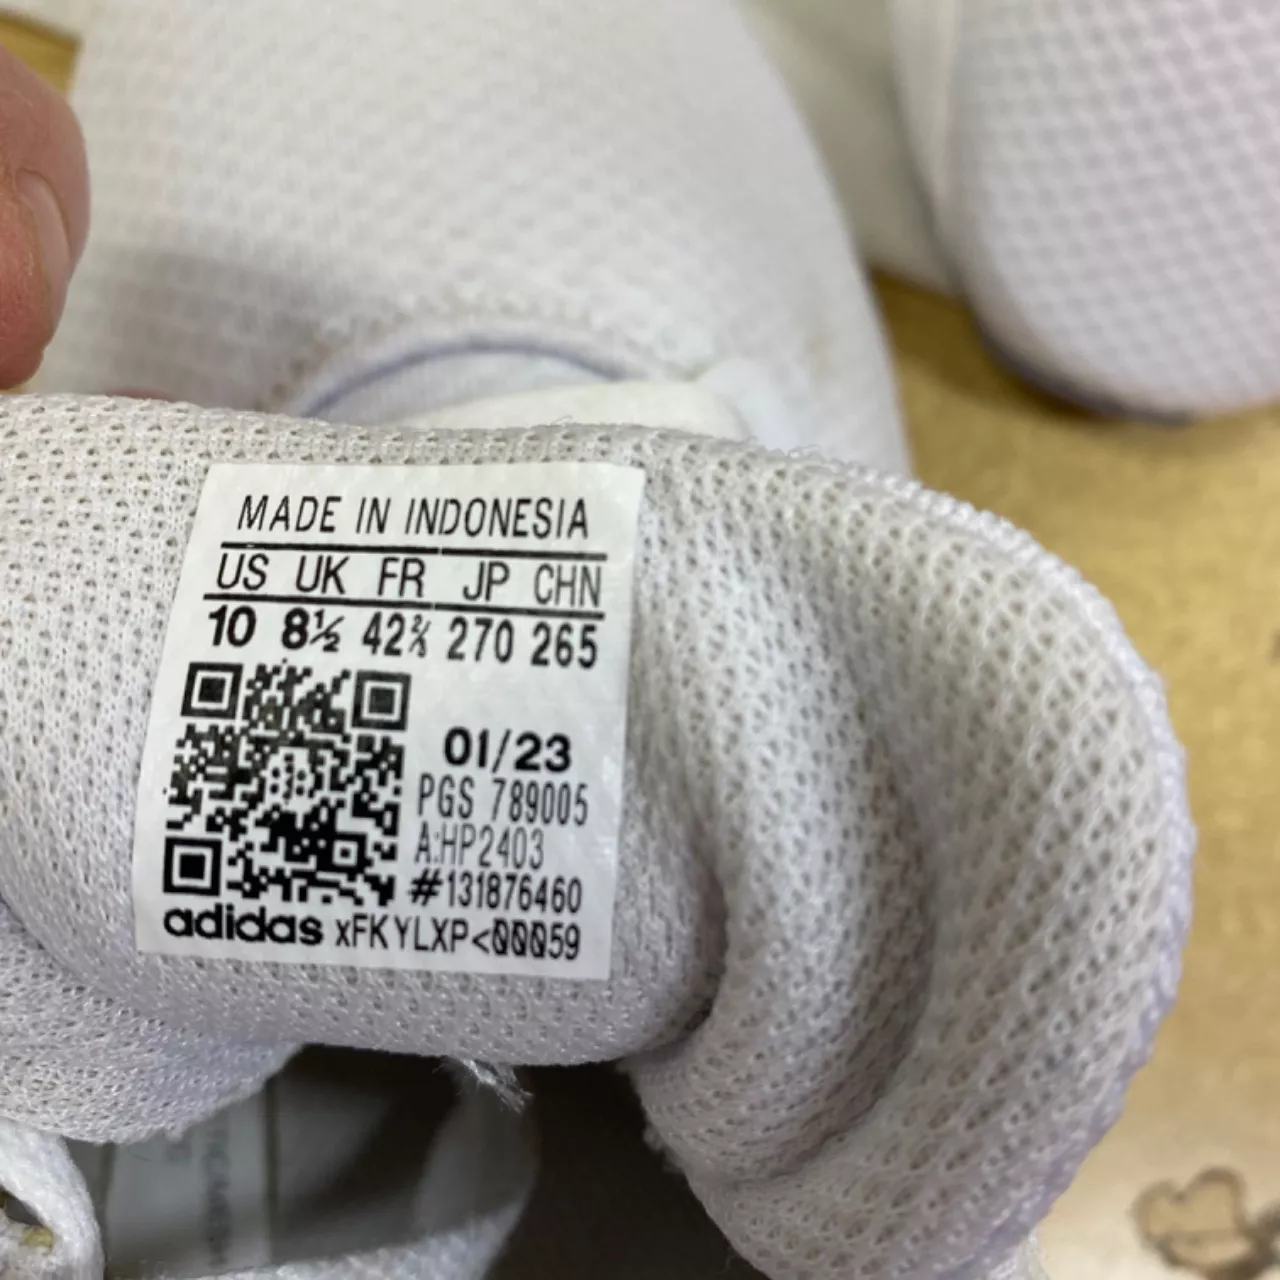 MADE IN INDONESIA
US UK FR JP CHN
10 8½ 42⅔ 270 265
01/23
PGS 789005
A:HP2403
#131876460
adidas xFKYLXP<00059